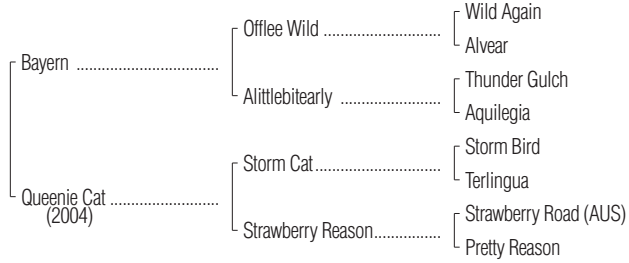 Wild Again
Offlee Wild ............................
Alvear
Bayern ..................................
Thunder Gulch
Alittlebitearly ........................
Aquilegia
Storm Bird
Storm Cat..............................
Terlingua
Queenie Cat ..........................
(2004)
Strawberry Road (AUS)
Strawberry Reason................
Pretty Reason